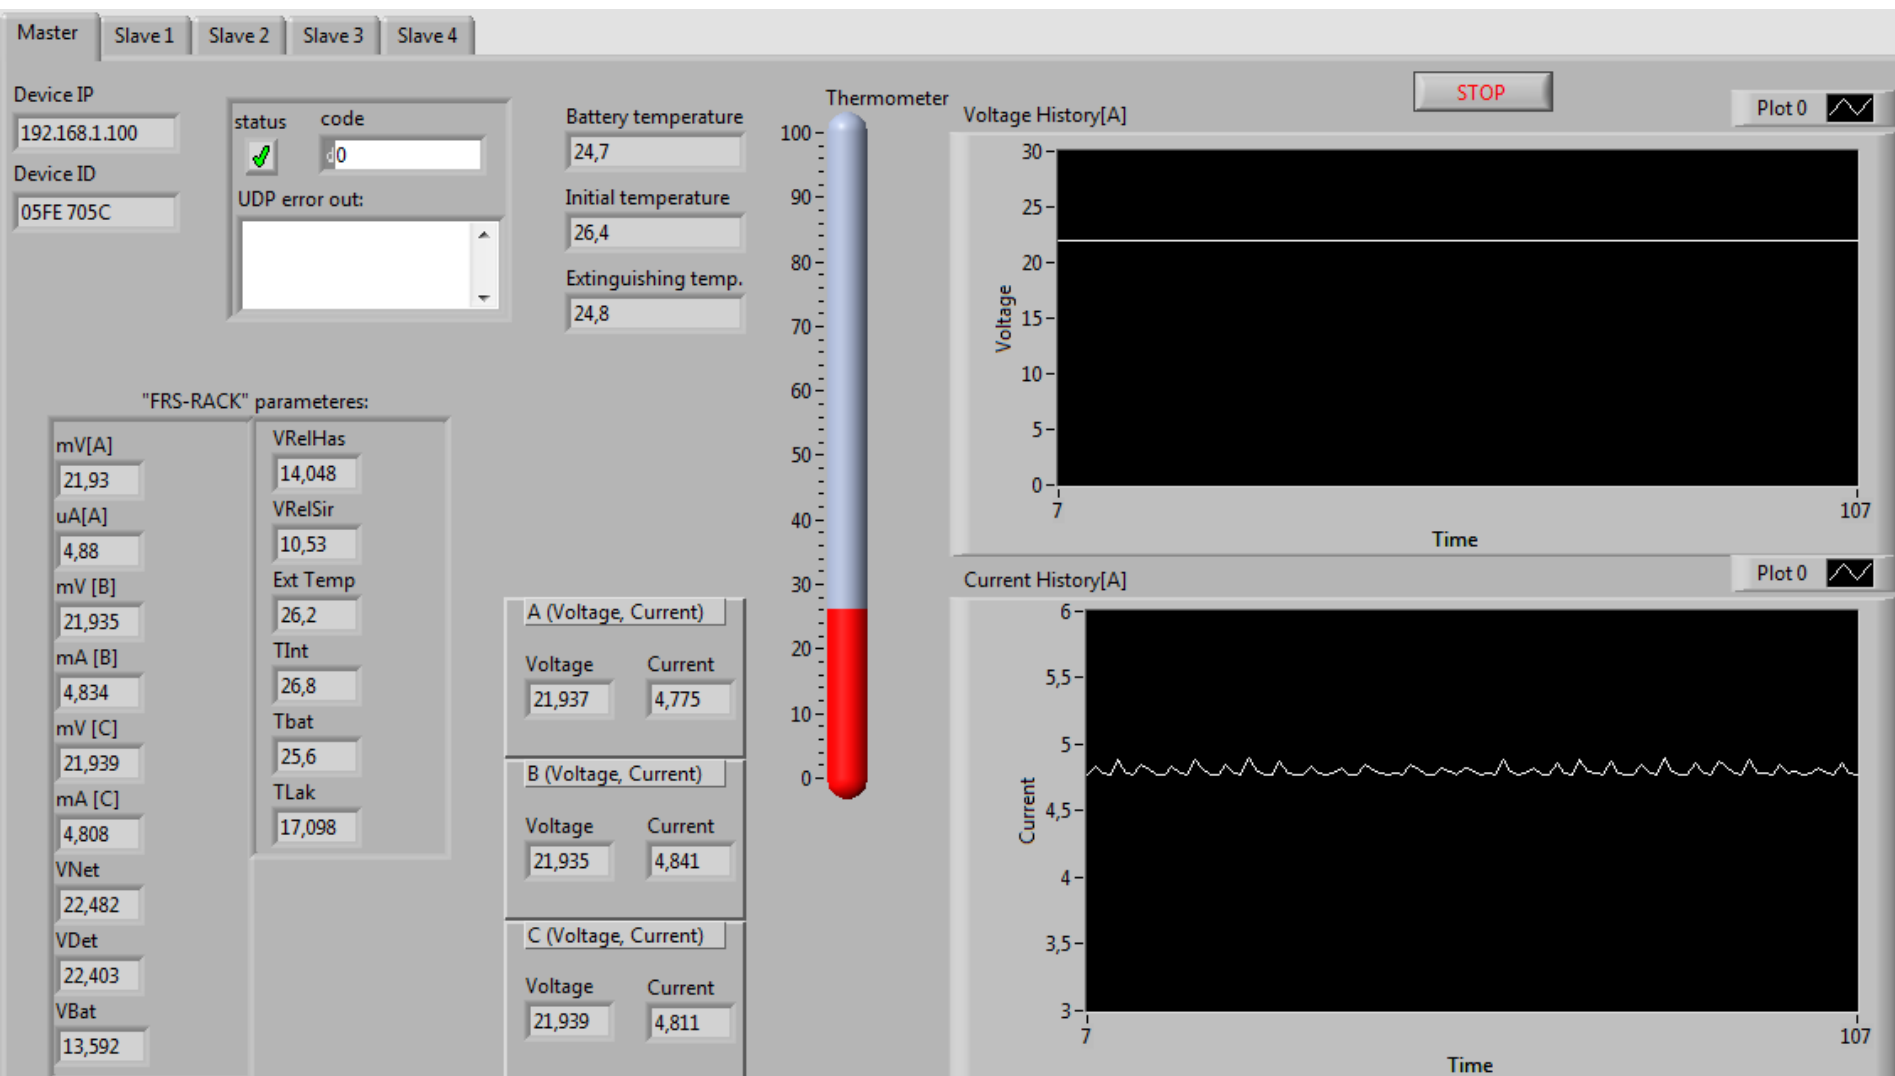 Master
Slave 1
Slave 2
Slave 3
Slave 4
Device IP
192.168.1.100
Device ID
05FE 705C
status
code
d0
UDP error out:
Battery temperature
24,7
Initial temperature
26,4
Extinguishing temp.
24,8
Thermometer
100
90
80
70
60
50
40
30
20
10
0
STOP
Voltage History[A]
Plot 0
30
25
20
15
10
5
0
Voltage
7
107
Time
Current History[A]
Plot 0
6
5,5
5
4,5
4
3,5
3
Current
7
107
Time
"FRS-RACK" parameteres:
mV[A]
21,93
uA[A]
4,88
mV [B]
21,935
mA [B]
4,834
mV [C]
21,939
mA [C]
4,808
VNet
22,482
VDet
22,403
VBat
13,592
VRelHas
14,048
VRelSir
10,53
Ext Temp
26,2
TInt
26,8
Tbat
25,6
TLak
17,098
A (Voltage, Current)
Voltage
Current
21,937
4,775
B (Voltage, Current)
Voltage
Current
21,935
4,841
C (Voltage, Current)
Voltage
Current
21,939
4,811